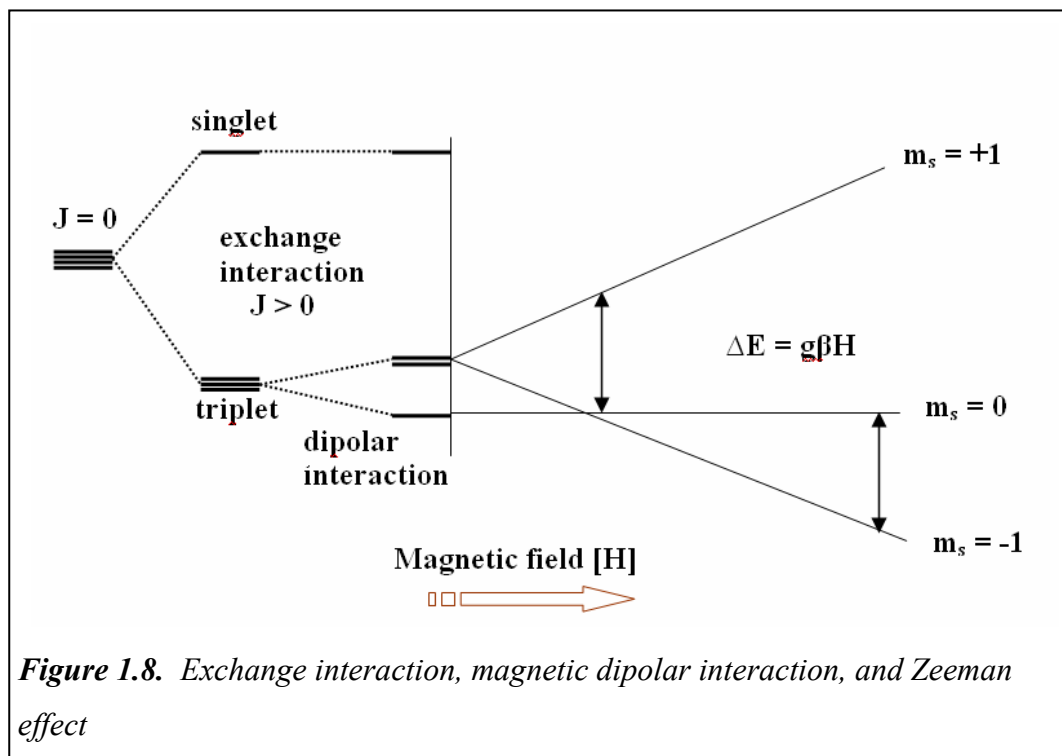 singlet
m_s = +1
J = 0
exchange
interaction
J > 0
ΔE = gβH
triplet
m_s = 0
dipolar
interaction
m_s = -1
Magnetic field [H]
Figure 1.8. Exchange interaction, magnetic dipolar interaction, and Zeeman
effect